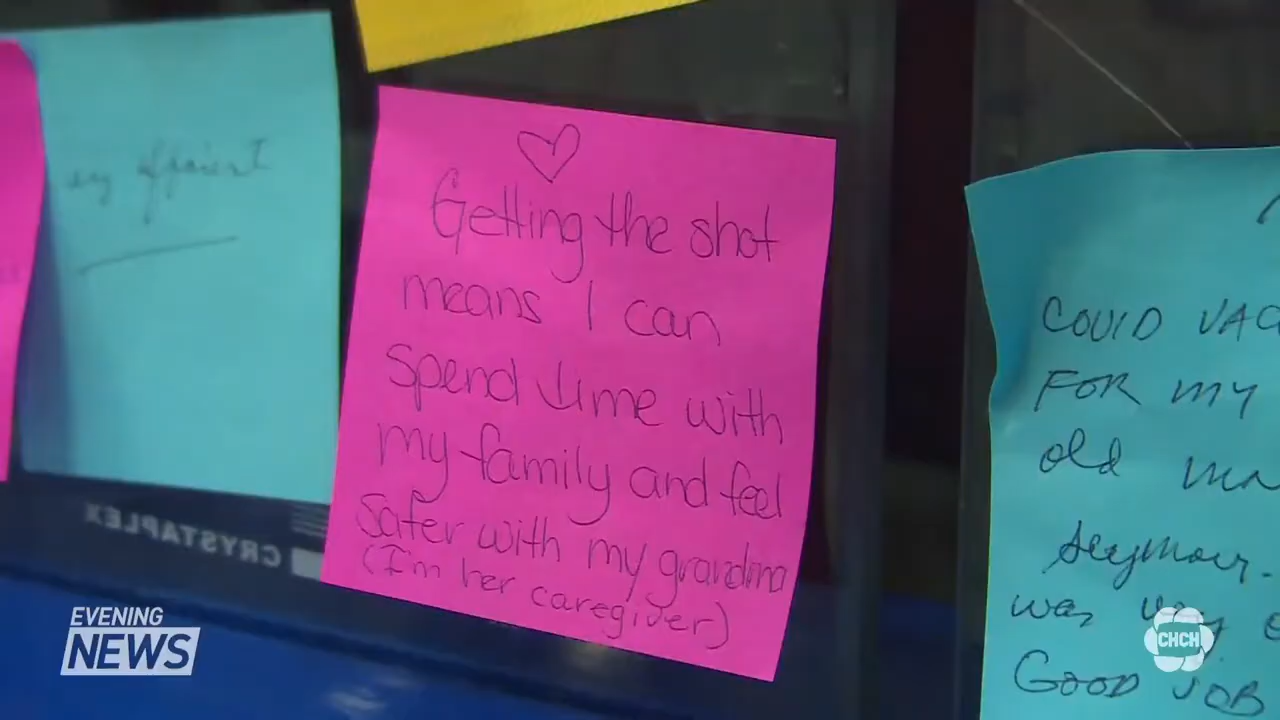 Getting the shot
means I can
spend time with
my family and feel
safer with my grandma
(I'm her caregiver)
COVID VAC
FOR MY
old
Seymour.
was
GOOD JOB
CRYSTAPLEX
EVENING
NEWS
CHCH